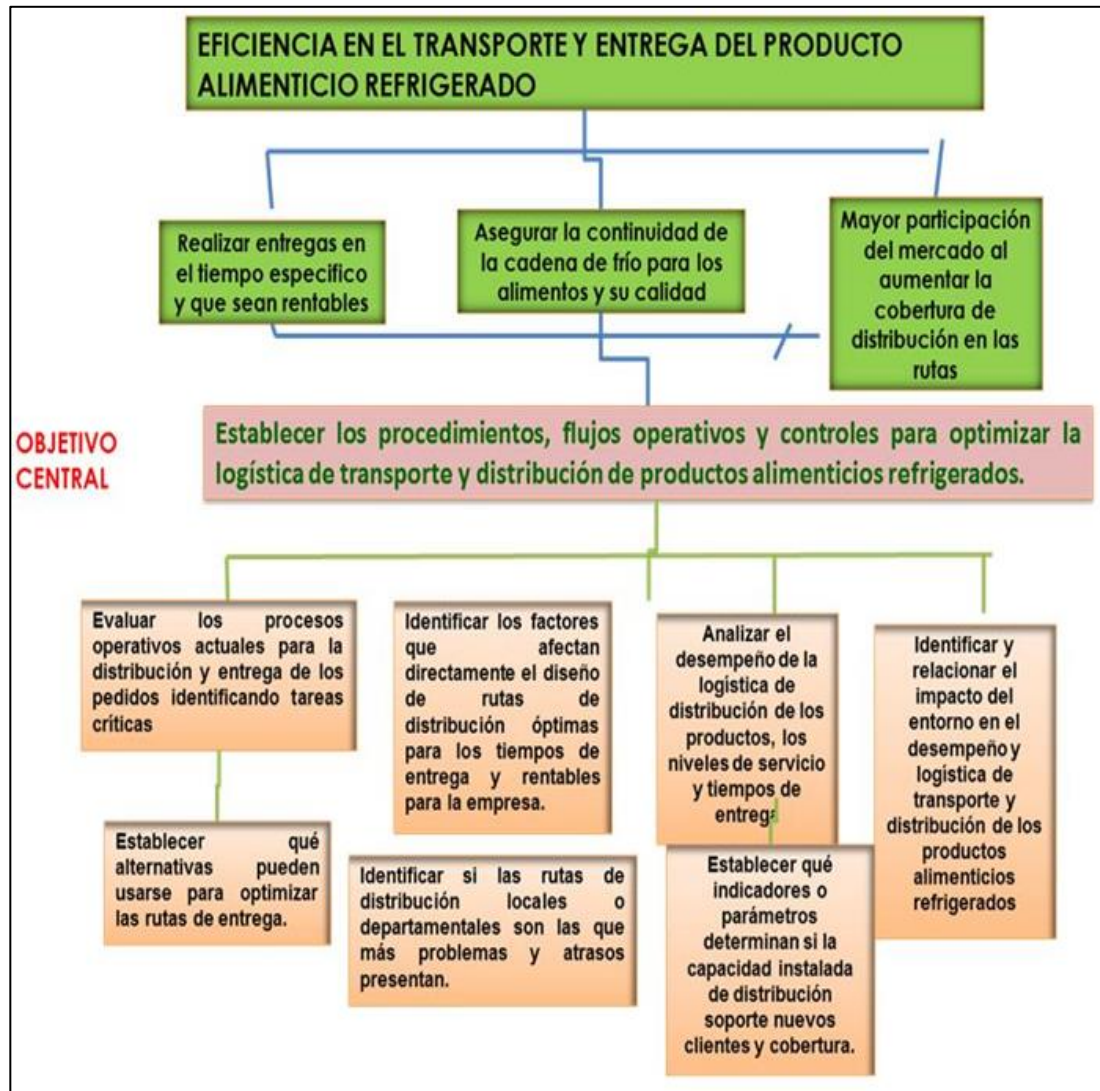 EFICIENCIA EN EL TRANSPORTE Y ENTREGA DEL PRODUCTO
ALIMENTICIO REFRIGERADO
Realizar entregas en
el tiempo especifico
y que sean rentables
Asegurar la continuidad de
la cadena de frío para los
alimentos y su calidad
Mayor participación
del mercado al
aumentar la
cobertura de
distribución en las
rutas
OBJETIVO
CENTRAL
Establecer los procedimientos, flujos operativos y controles para optimizar la
logística de transporte y distribución de productos alimenticios refrigerados.
Evaluar los procesos
operativos actuales para la
distribución y entrega de los
pedidos identificando tareas
críticas
Identificar los factores
que afectan
directamente el diseño
de rutas de
distribución óptimas
para los tiempos de
entrega y rentables
para la empresa.
Analizar el
desempeño de la
logística de
distribución de los
productos, los
niveles de servicio
y tiempos de
entrega
Identificar y
relacionar el
impacto del
entorno en el
desempeño y
logística de
transporte y
distribución de los
productos
alimenticios
refrigerados
Establecer qué
alternativas pueden
usarse para optimizar
las rutas de entrega.
Identificar si las rutas de
distribución locales o
departamentales son las que
más problemas y atrasos
presentan.
Establecer qué
indicadores o
parámetros
determinan si la
capacidad instalada
de distribución
soporte nuevos
clientes y cobertura.